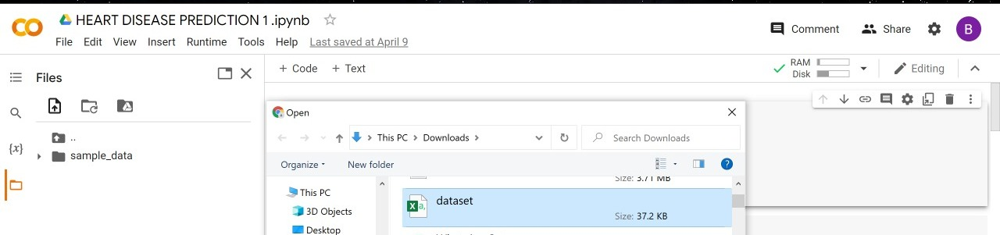 HEART DISEASE PREDICTION 1.ipynb
File Edit View Insert Runtime Tools Help Last saved at April 9
Comment Share B
Files
+ Code + Text
RAM
Disk
Editing
{x}
..
sample_data
Open
This PC Downloads
Search Downloads
Organize New folder
This PC
3D Objects
Desktop
Size: 3.71 MB
dataset
Size: 37.2 KB